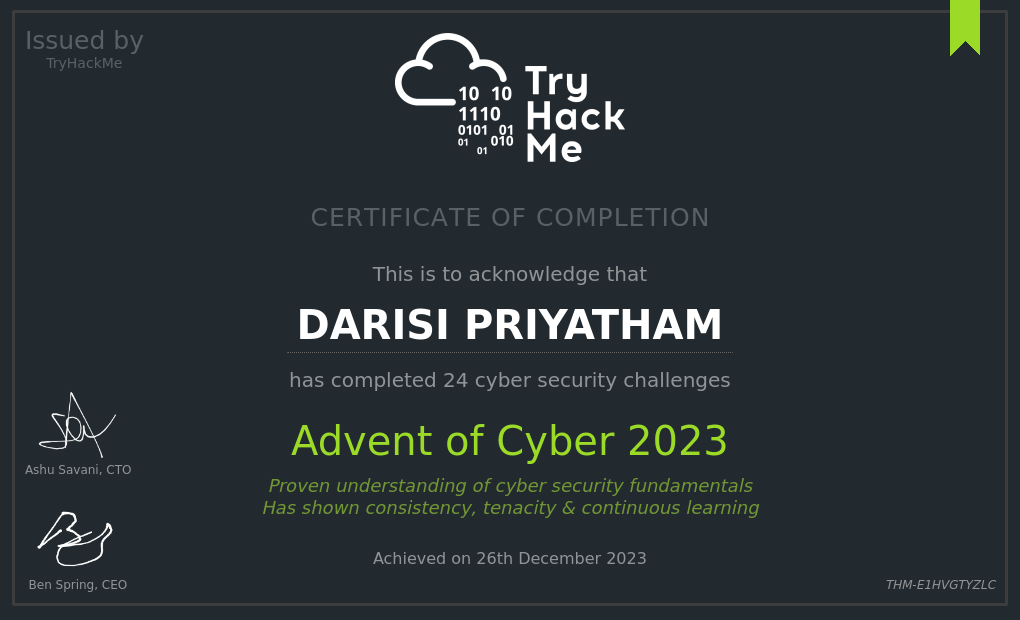 Issued by
TryHackMe
10 10
1110
0101 01
01 010
01
Try
Hack
Me
CERTIFICATE OF COMPLETION
This is to acknowledge that
DARISI PRIYATHAM
has completed 24 cyber security challenges
Advent of Cyber 2023
Proven understanding of cyber security fundamentals
Has shown consistency, tenacity & continuous learning
Achieved on 26th December 2023
Ashu Savani, CTO
Ben Spring, CEO
THM-E1HVGTYZLC